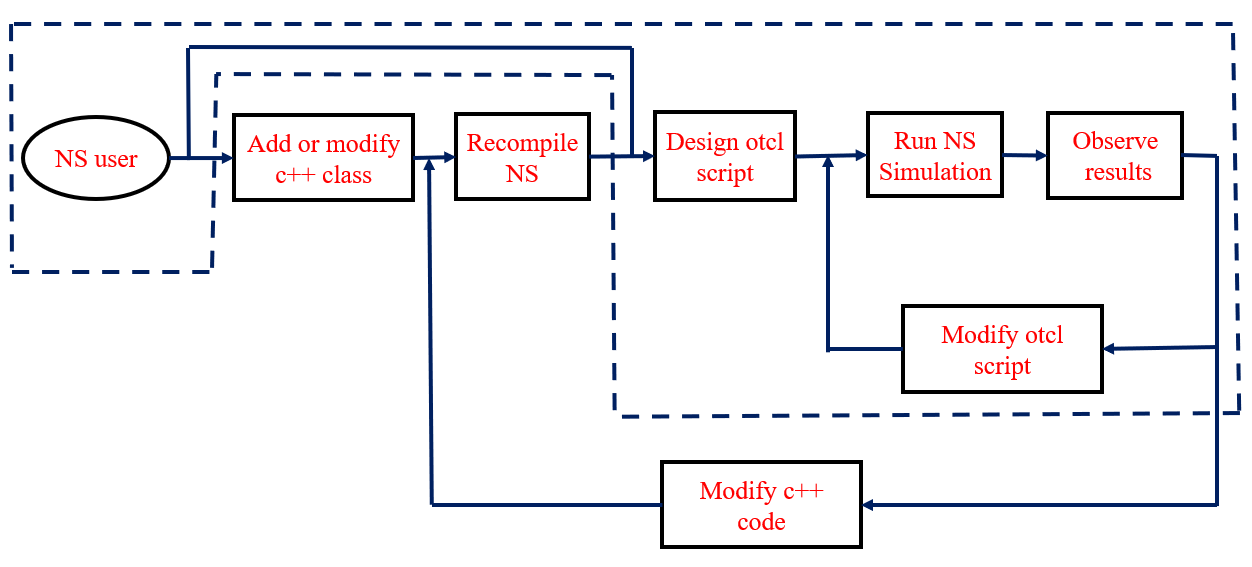 NS user
Add or modify
c++ class
Recompile
NS
Design otcl
script
Run NS
Simulation
Observe
results
Modify otcl
script
Modify c++
code